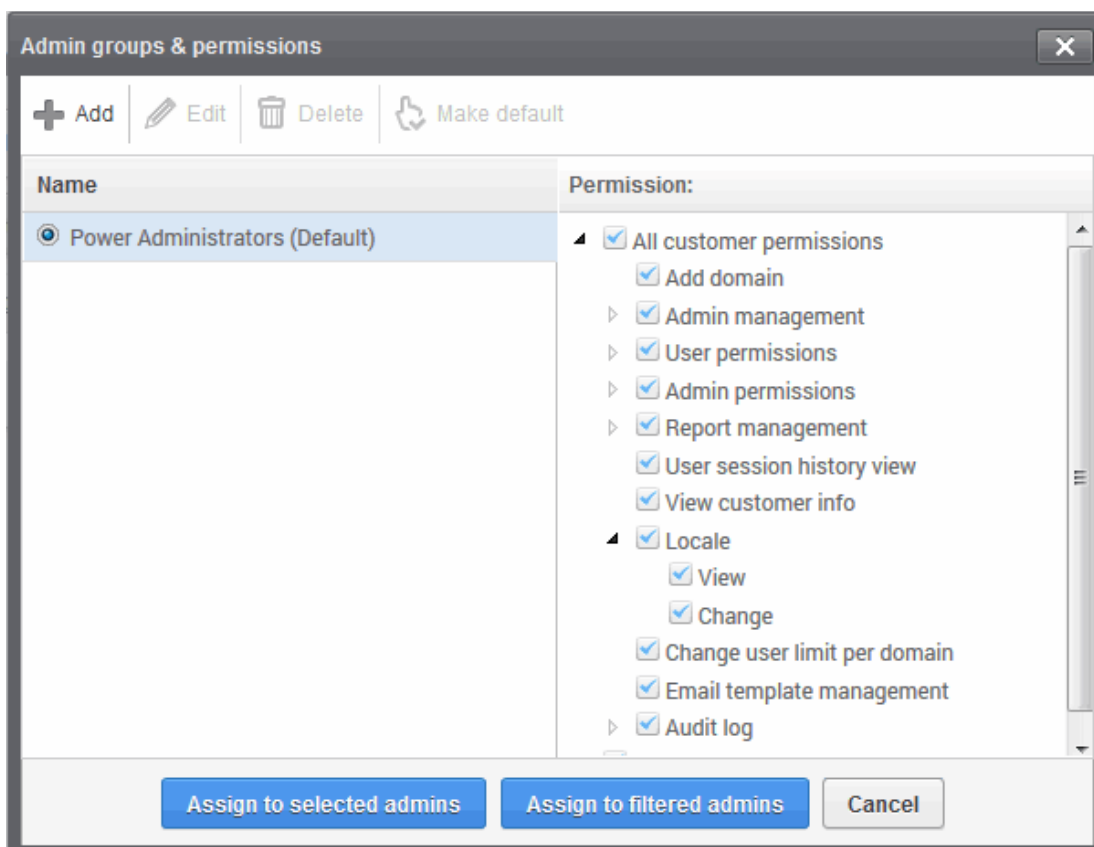 Admin groups & permissions
Add Edit Delete Make default
Name
Permission:
Power Administrators (Default)
All customer permissions
Add domain
Admin management
User permissions
Admin permissions
Report management
User session history view
View customer info
Locale
View
Change
Change user limit per domain
Email template management
Audit log
Assign to selected admins Assign to filtered admins Cancel